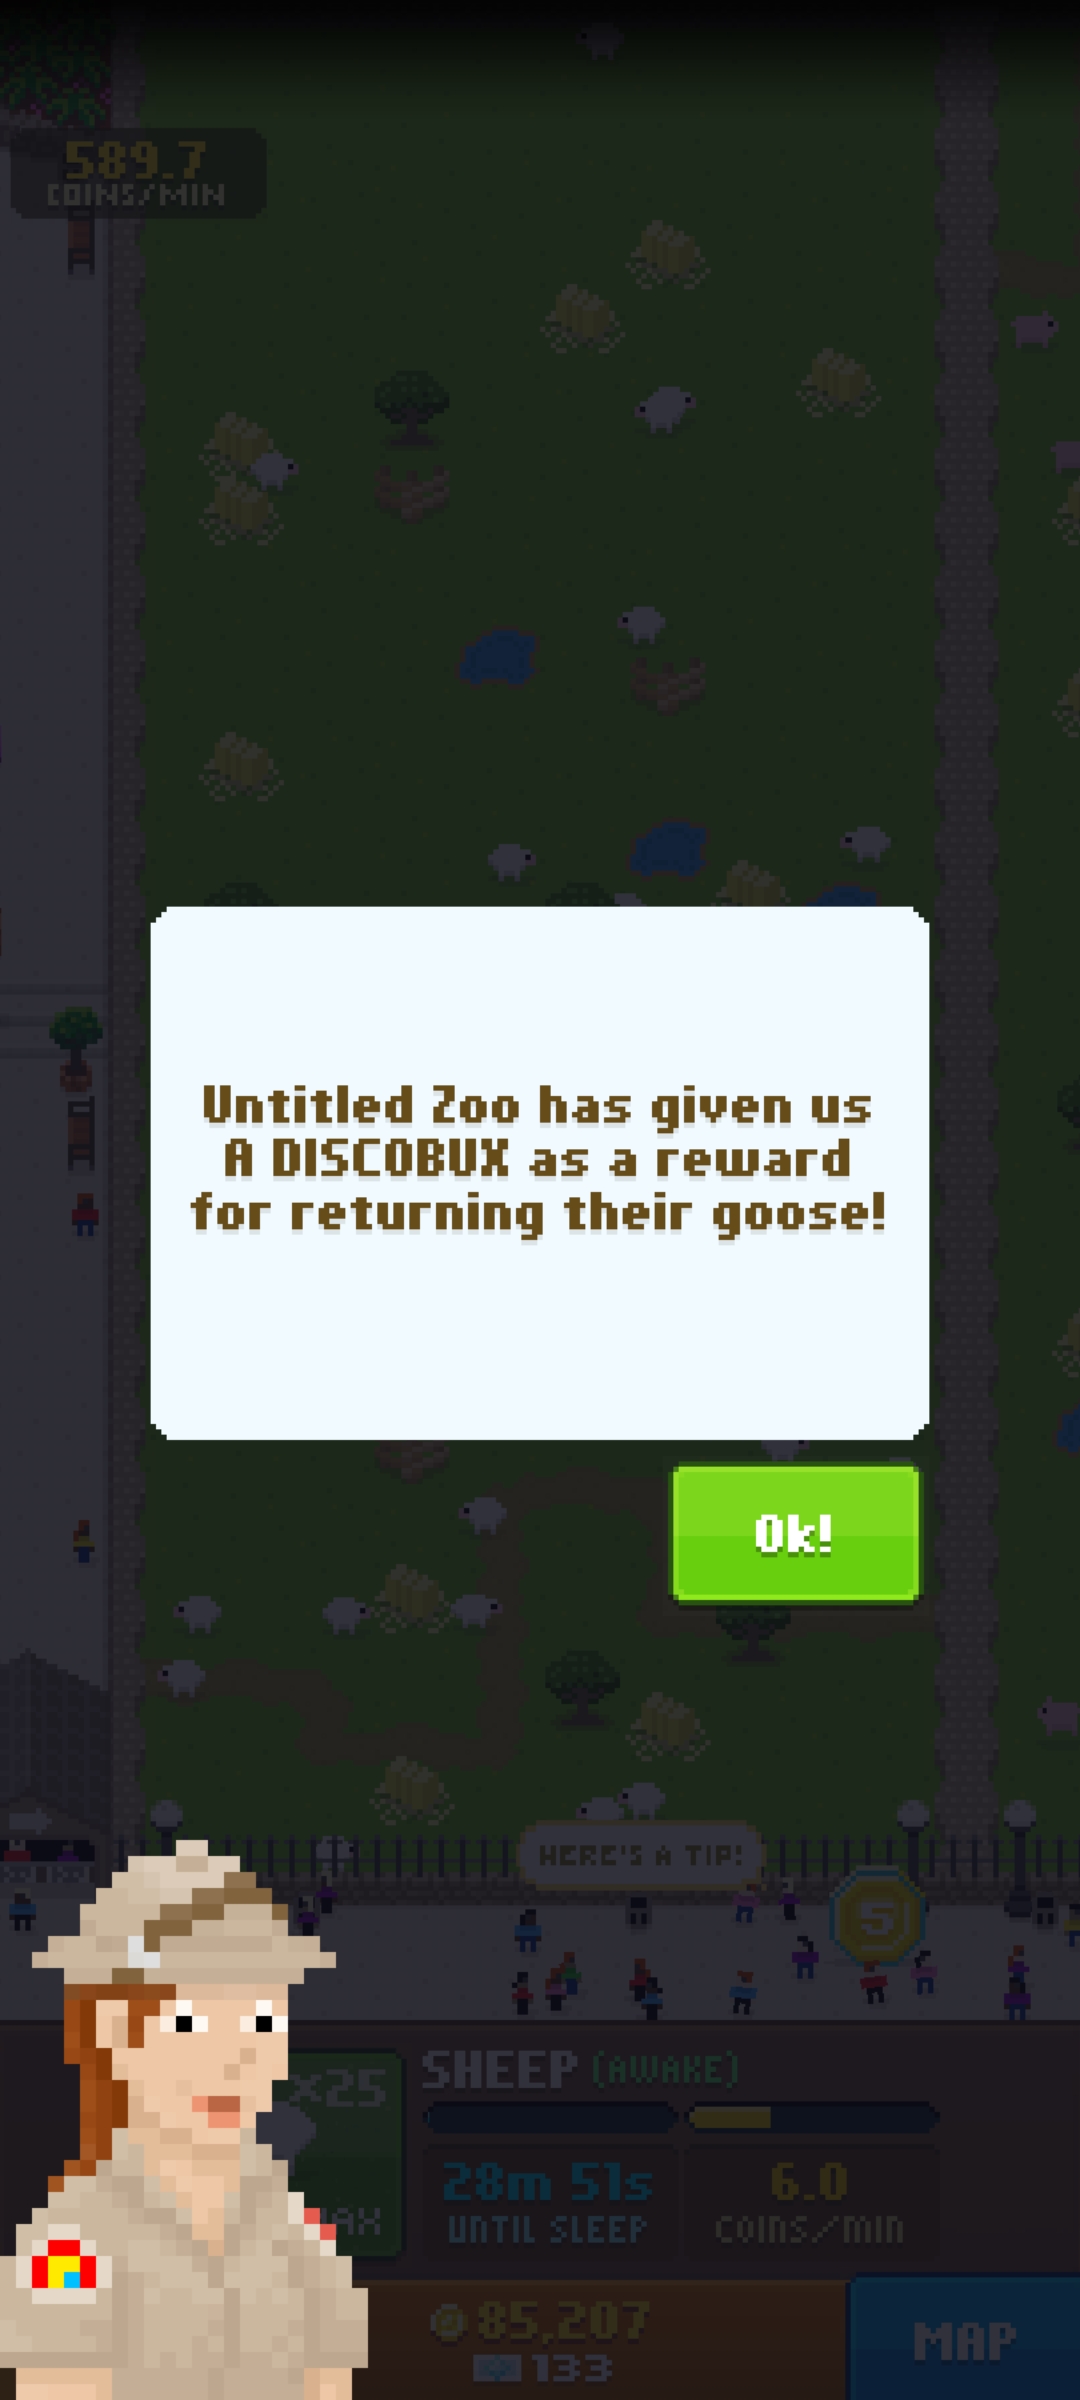 589.7
COINS/MIN
Untitled Zoo has given us
A DISCOBUX as a reward
for returning their goose!
Ok!
HERE'S A TIP!
5
x25
SHEEP (AWAKE)
28m 51s
UNTIL SLEEP
6.0
COINS/MIN
85,207
133
MAP